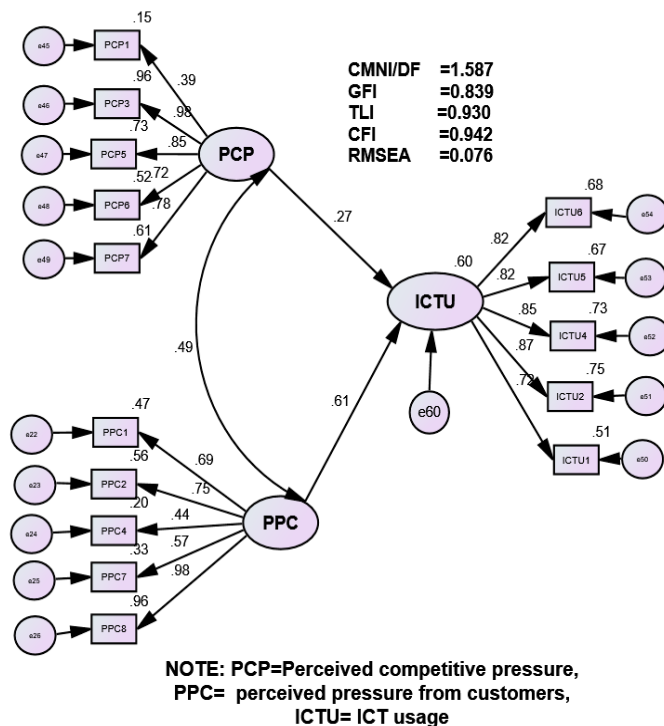 .15
e45 PCP1
.39
.96
e46 PCP3
.98
.73
e47 PCP5
.85
PCP
.52 .72
e48 PCP6
.78
.61
e49 PCP7
CMNI/DF =1.587
GFI =0.839
TLI =0.930
CFI =0.942
RMSEA =0.076
.27
.49
.61
.60
ICTU
e60
.68
ICTU6 e54
.82
.67
ICTU5 e53
.82
.73
ICTU4 e52
.85
.87
.75
ICTU2 e51
.72
.51
ICTU1 e50
.47
e22 PPC1
.69
.56
e23 PPC2
.75
.20
e24 PPC4
.44
PPC
.33 .57
e25 PPC7
.98
.96
e26 PPC8
NOTE: PCP=Perceived competitive pressure,
PPC= perceived pressure from customers,
ICTU= ICT usage